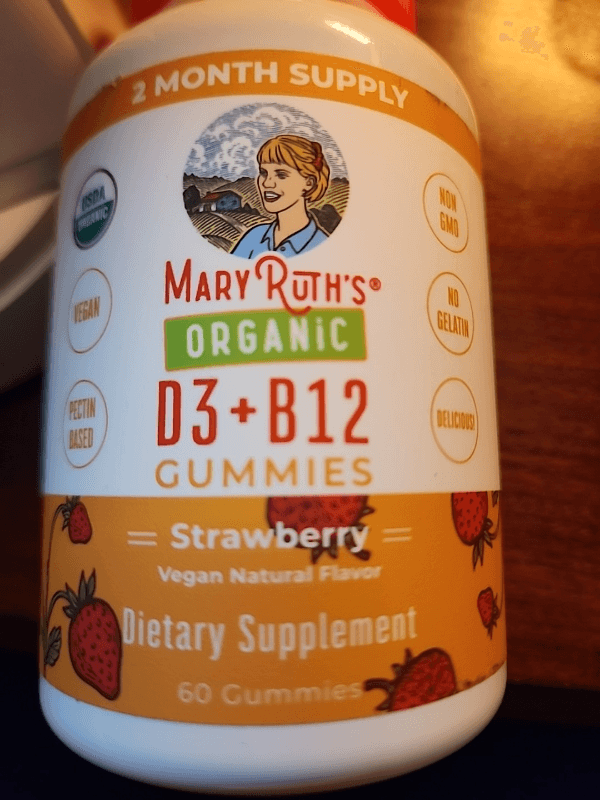 2 MONTH SUPPLY
USDA
ORGANIC
NON
GMO
VEGAN
NO
GELATIN
MARY RUTH'S®
ORGANiC
PECTIN
BASED
D3+B12
DELICIOUS!
GUMMIES
Strawberry
Vegan Natural Flavor
Dietary Supplement
60 Gummies